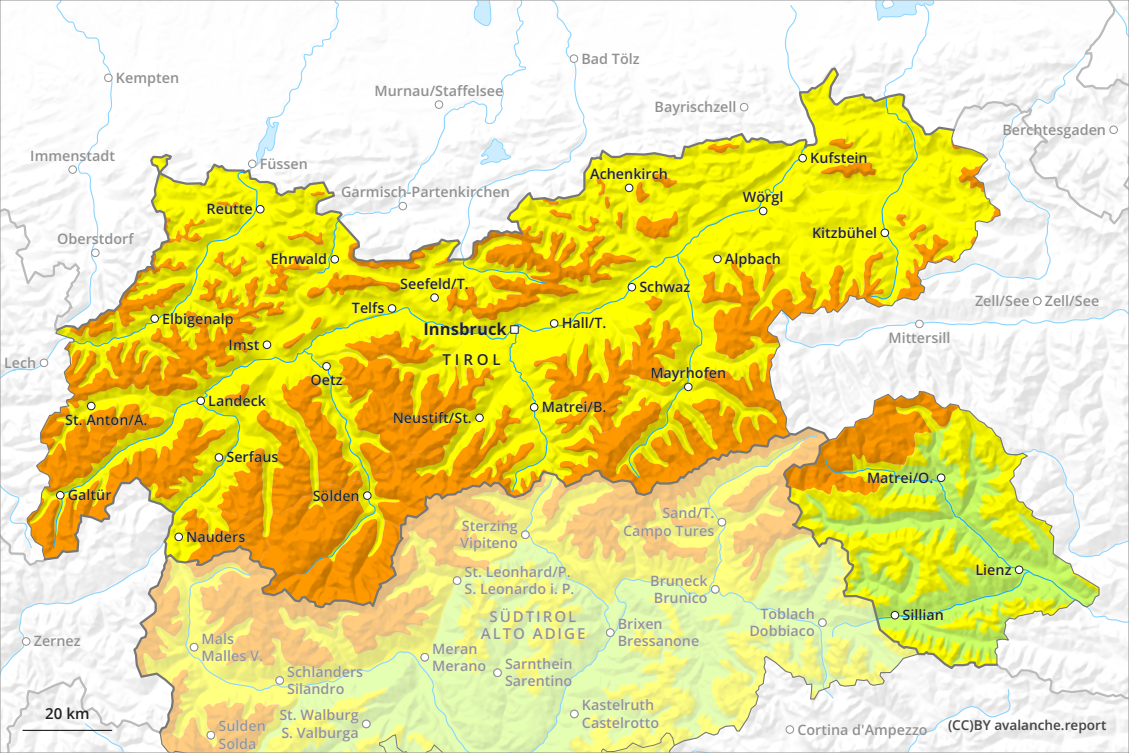 Kempten
Bad Tölz
Murnau/Staffelsee
Bayrischzell
Berchtesgaden
Immenstadt
Füssen
Kufstein
Achenkirch
Garmisch-Partenkirchen
Wörgl
Reutte
Oberstdorf
Kitzbühel
Ehrwald
Alpbach
Seefeld/T.
Schwaz
Zell/See
Zell/See
Telfs
Elbigenalp
Innsbruck
Hall/T.
Mittersill
Imst
TIROL
Lech
Oetz
Mayrhofen
Landeck
Matrei/B.
St. Anton/A.
Neustift/St.
Serfaus
Matrei/O.
Galtür
Sölden
Sand/T.
Campo Tures
Sterzing
Vipiteno
Nauders
St. Leonhard/P.
S. Leonardo i. P.
Lienz
Bruneck
Brunico
SÜDTIROL
ALTO ADIGE
Toblach
Dobbiaco
Sillian
Brixen
Bressanone
Zernez
Mals
Malles V.
Meran
Merano
Sarnthein
Sarentino
Schlanders
Silandro
20 km
St. Walburg
S. Valburga
Kastelruth
Castelrotto
Sulden
Solda
Cortina d'Ampezzo
(CC)BY avalanche.report